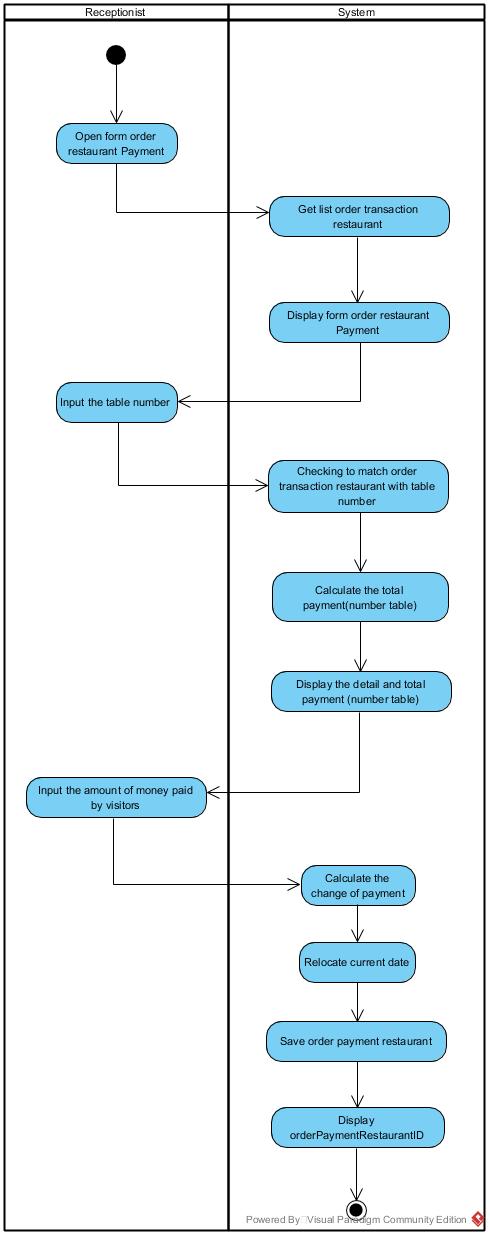 Receptionist
System
Open form order
restaurant Payment
Get list order transaction
restaurant
Display form order restaurant
Payment
Input the table number
Checking to match order
transaction restaurant with table
number
Calculate the total
payment(number table)
Display the detail and total
payment (number table)
Input the amount of money paid
by visitors
Calculate the
change of payment
Relocate current date
Save order payment restaurant
Display
orderPaymentRestaurantID
Powered By Visual Paradigm Community Edition